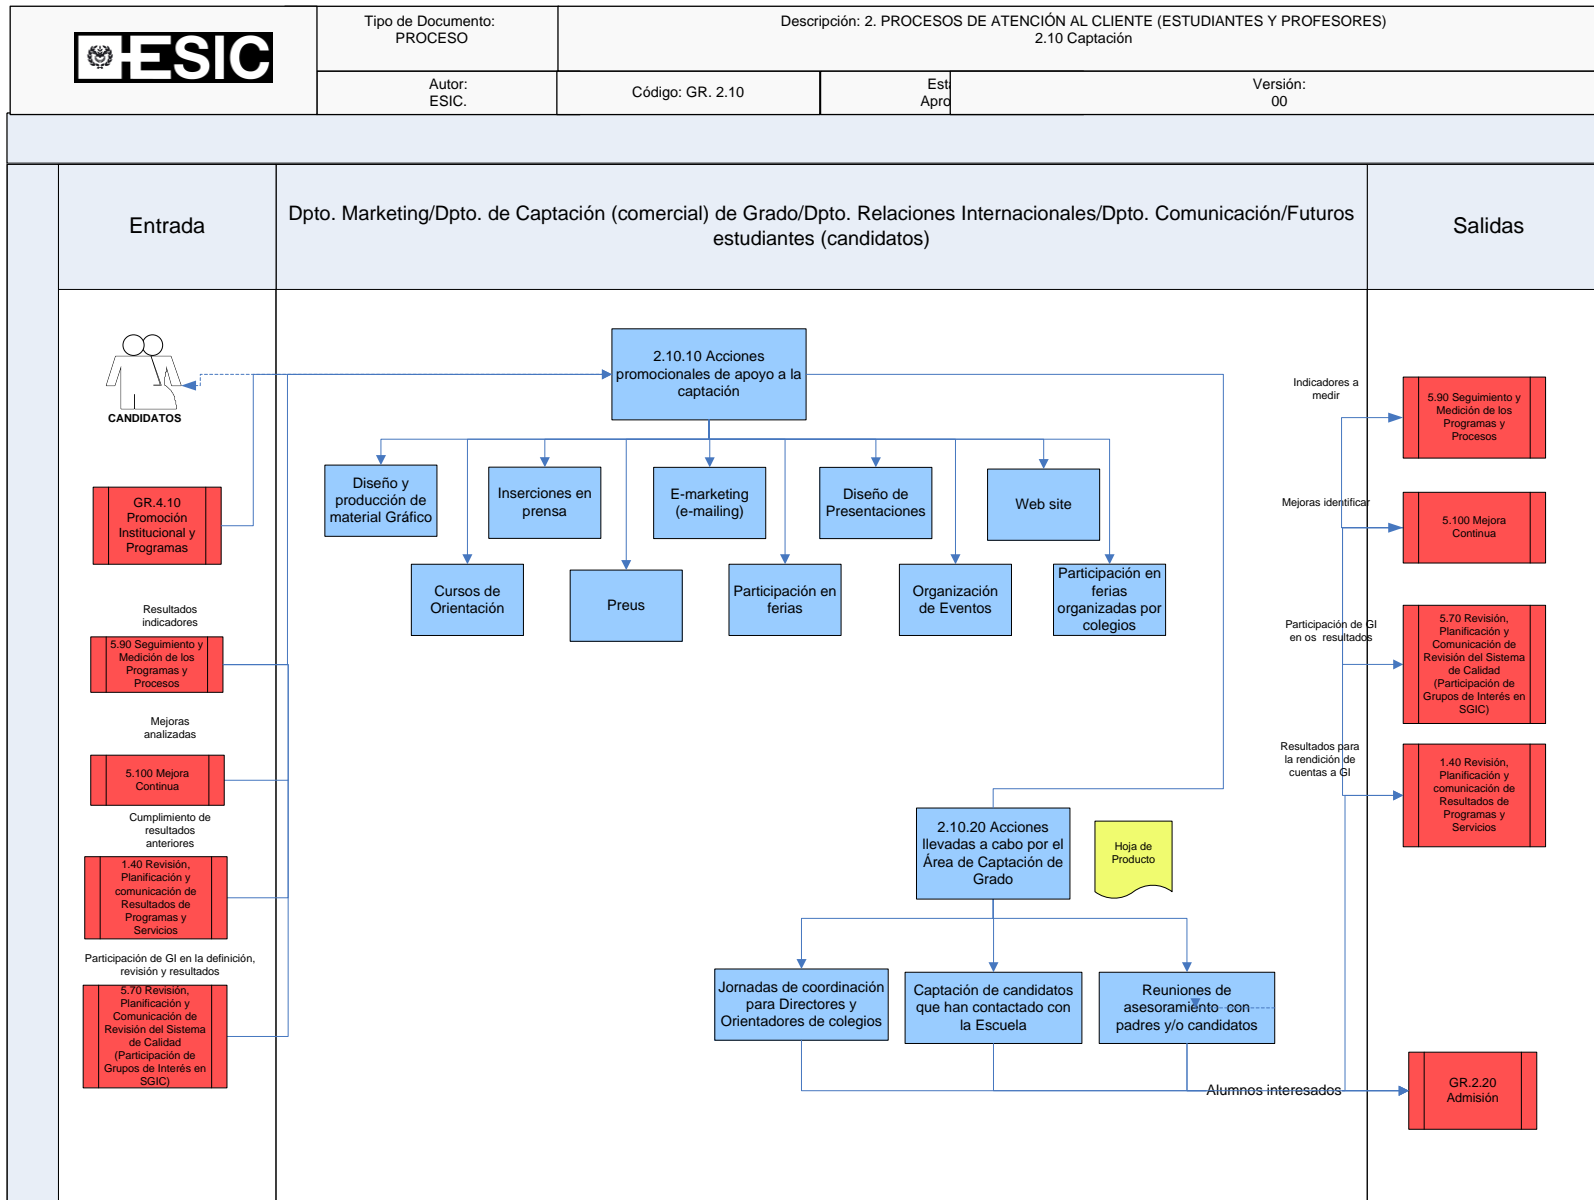 ESIC
Tipo de Documento:
PROCESO
Descripción: 2. PROCESOS DE ATENCIÓN AL CLIENTE (ESTUDIANTES Y PROFESORES)
2.10 Captación
Autor:
ESIC.
Código: GR. 2.10
Est
Apro
Versión:
00
Entrada
Dpto. Marketing/Dpto. de Captación (comercial) de Grado/Dpto. Relaciones Internacionales/Dpto. Comunicación/Futuros
estudiantes (candidatos)
Salidas
CANDIDATOS
GR.4.10
Promoción
Institucional y
Programas
Resultados
indicadores
5.90 Seguimiento y
Medición de los
Programas y
Procesos
Mejoras
analizadas
5.100 Mejora
Continua
Cumplimiento de
resultados
anteriores
1.40 Revisión,
Planificación y
comunicación de
Resultados de
Programas y
Servicios
Participación de GI en la definición,
revisión y resultados
5.70 Revisión,
Planificación y
Comunicación de
Revisión del Sistema
de Calidad
(Participación de
Grupos de Interés en
SGIC)
2.10.10 Acciones
promocionales de apoyo a la
captación
Diseño y
producción de
material Gráfico
Inserciones en
prensa
E-marketing
(e-mailing)
Diseño de
Presentaciones
Web site
Cursos de
Orientación
Preus
Participación en
ferias
Organización
de Eventos
Participación en
ferias
organizadas por
colegios
2.10.20 Acciones
llevadas a cabo por el
Área de Captación de
Grado
Hoja de
Producto
Jornadas de coordinación
para Directores y
Orientadores de colegios
Captación de candidatos
que han contactado con
la Escuela
Reuniones de
asesoramiento con
padres y/o candidatos
Alumnos interesados
Indicadores a
medir
5.90 Seguimiento y
Medición de los
Programas y
Procesos
Mejoras identificar
5.100 Mejora
Continua
Participación de GI
en os resultados
5.70 Revisión,
Planificación y
Comunicación de
Revisión del Sistema
de Calidad
(Participación de
Grupos de Interés en
SGIC)
Resultados para
la rendición de
cuentas a GI
1.40 Revisión,
Planificación y
comunicación de
Resultados de
Programas y
Servicios
GR.2.20
Admisión